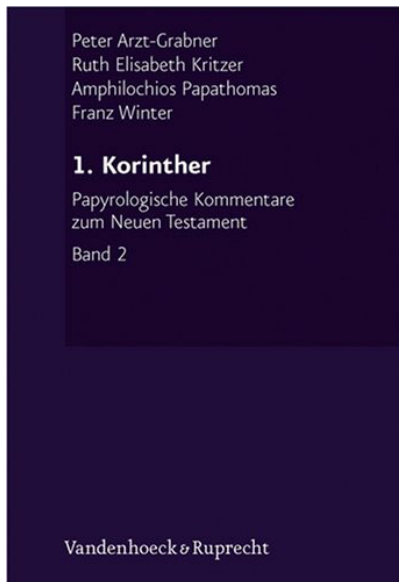 Peter Arzt-Grabner
Ruth Elisabeth Kritzer
Amphilochios Papathomas
Franz Winter
1. Korinther
Papyrologische Kommentare
zum Neuen Testament
Band 2
Vandenhoeck & Ruprecht